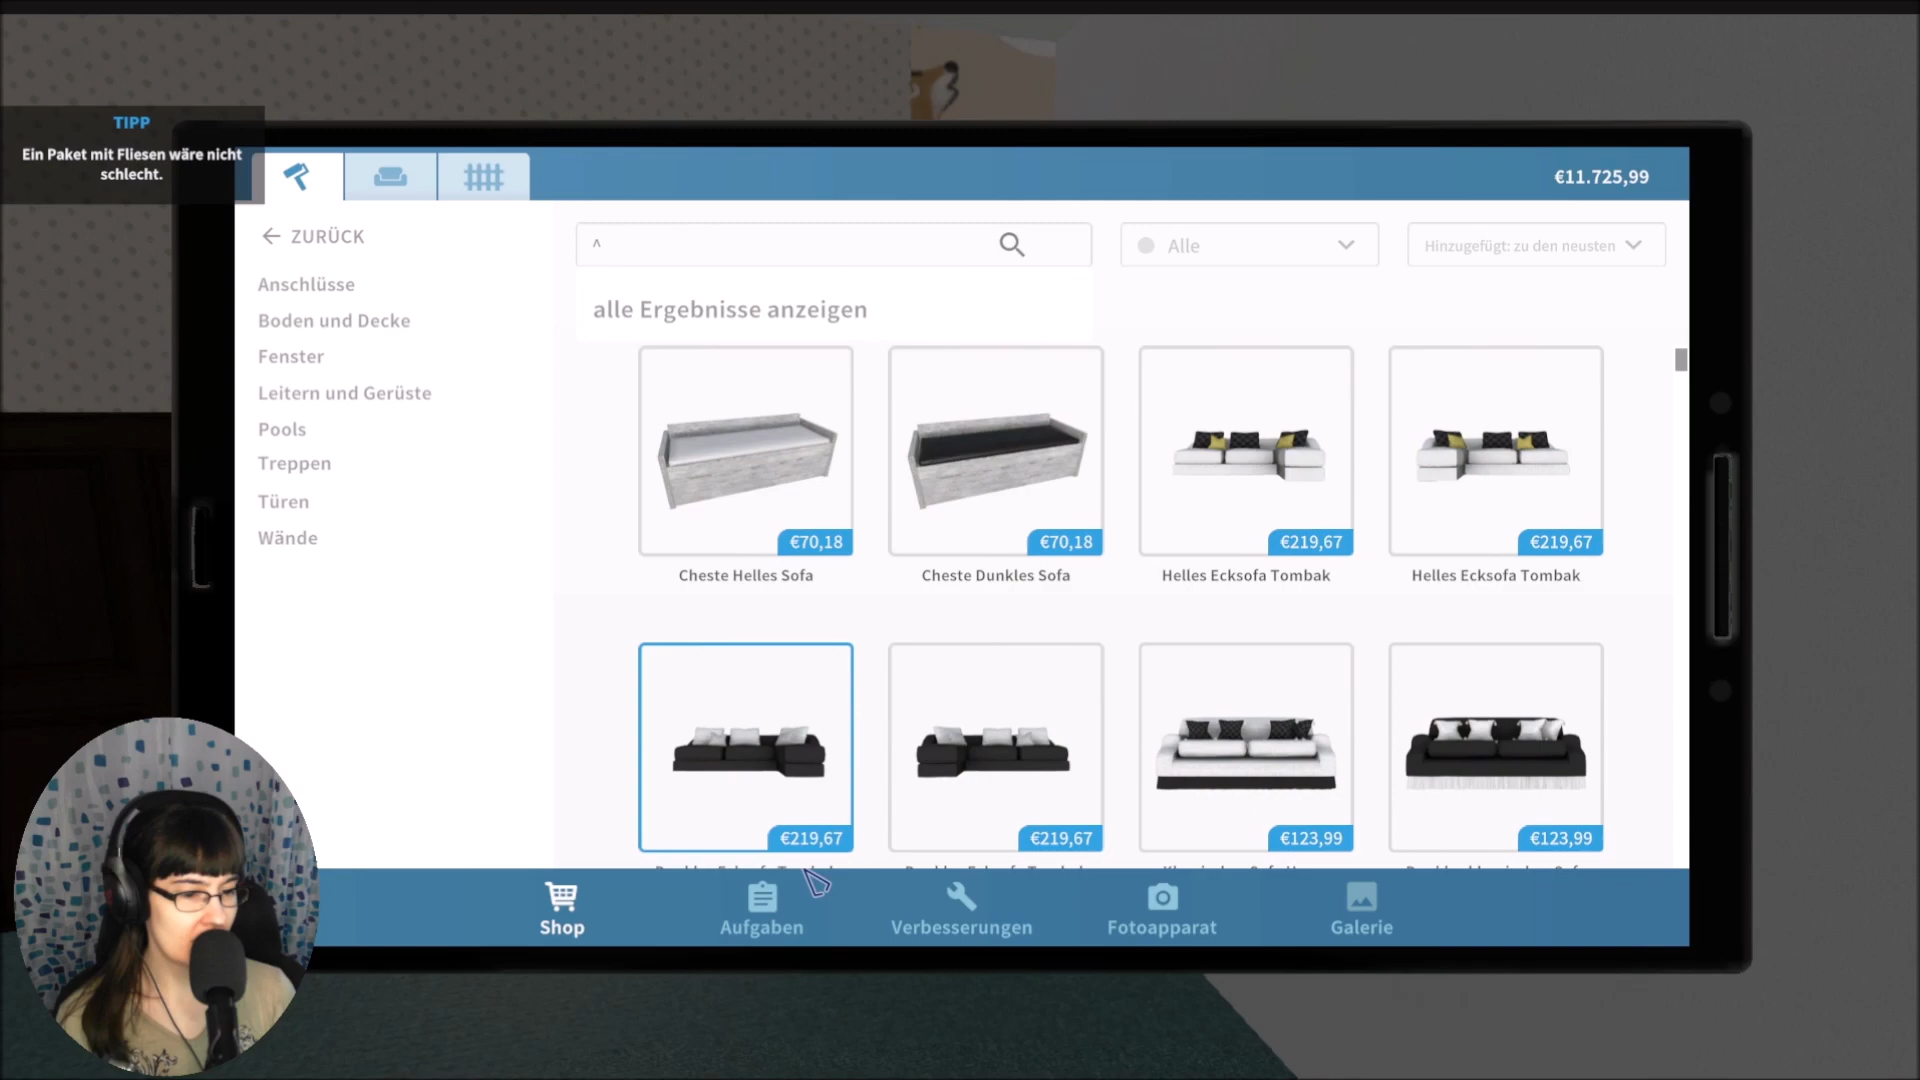 TIPP
Ein Paket mit Fliesen wäre nicht
schlecht.
€11.725,99
ZURÜCK
Anschlüsse
Boden und Decke
Fenster
Leitern und Gerüste
Pools
Treppen
Türen
Wände
^
Alle
Hinzugefügt: zu den neusten
alle Ergebnisse anzeigen
€70,18
€70,18
€219,67
€219,67
Cheste Helles Sofa
Cheste Dunkles Sofa
Helles Ecksofa Tombak
Helles Ecksofa Tombak
€219,67
€219,67
€123,99
€123,99
Shop
Aufgaben
Verbesserungen
Fotoapparat
Galerie